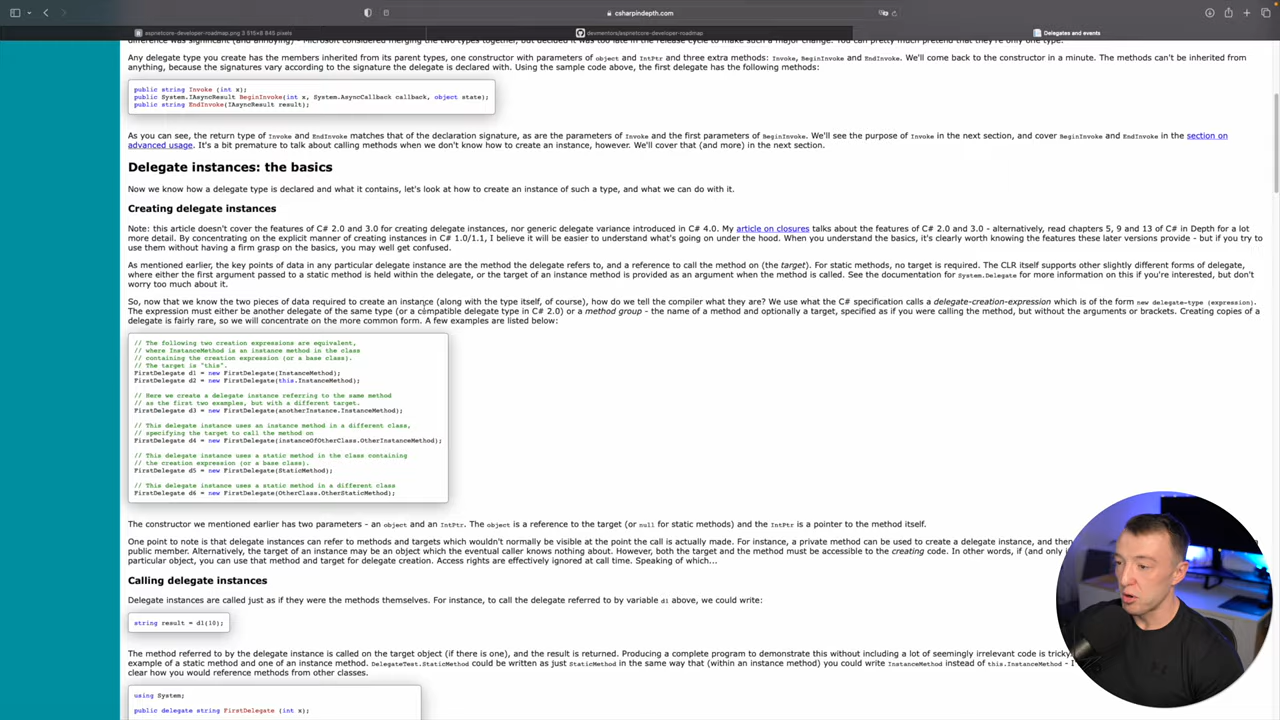 csharpindepth.com
aspnetcore-developer-roadmap.png 3 515×8 845 pixels
dexmentors/aspnetcore-developer-roadmap
Delegates and events
Any delegate type you create has the members inherited from its parent types, one constructor with parameters of object and IntPtr and three extra methods: Invoke, BeginInvoke and EndInvoke. We'll come back to the constructor in a minute. The methods can't be inherited from
anything, because the signatures vary according to the signature the delegate is declared with. Using the sample code above, the first delegate has the following methods:
public string Invoke (int x);
public System.IAsyncResult BeginInvoke(int x, System.AsyncCallback callback, object state);
public string EndInvoke(IAsyncResult result);
As you can see, the return type of Invoke and EndInvoke matches that of the declaration signature, as are the parameters of Invoke and the first parameters of BeginInvoke. We'll see the purpose of Invoke in the next section, and cover BeginInvoke and EndInvoke in the section on
advanced usage. It's a bit premature to talk about calling methods when we don't know how to create an instance, however. We'll cover that (and more) in the next section.
Delegate instances: the basics
Now we know how a delegate type is declared and what it contains, let's look at how to create an instance of such a type, and what we can do with it.
Creating delegate instances
Note: this article doesn't cover the features of C# 2.0 and 3.0 for creating delegate instances, nor generic delegate variance introduced in C# 4.0. My article on closures talks about the features of C# 2.0 and 3.0 - alternatively, read chapters 5, 9 and 13 of C# in Depth for a lot
more detail. By concentrating on the explicit manner of creating instances in C# 1.0/1.1, I believe it will be easier to understand what's going on under the hood. When you understand the basics, it's clearly worth knowing the features these later versions provide - but if you try to
use them without having a firm grasp on the basics, you may well get confused.
As mentioned earlier, the key points of data in any particular delegate instance are the method the delegate refers to, and a reference to call the method on (the target). For static methods, no target is required. The CLR itself supports other slightly different forms of delegate,
where either the first argument passed to a static method is held within the delegate, or the target of an instance method is provided as an argument when the method is called. See the documentation for System.Delegate for more information on this if you're interested, but don't
worry too much about it.
So, now that we know the two pieces of data required to create an instance (along with the type itself, of course), how do we tell the compiler what they are? We use what the C# specification calls a delegate-creation-expression which is of the form new delegate-type (expression).
The expression must either be another delegate of the same type (or a compatible delegate type in C# 2.0) or a method group - the name of a method and optionally a target, specified as if you were calling the method, but without the arguments or brackets. Creating copies of a
delegate is fairly rare, so we will concentrate on the more common form. A few examples are listed below:
// The following two creation expressions are equivalent,
// where InstanceMethod is an instance method in the class
// containing the creation expression (or a base class).
// The target is "this".
FirstDelegate d1 = new FirstDelegate(InstanceMethod);
FirstDelegate d2 = new FirstDelegate(this.InstanceMethod);
// Here we create a delegate instance referring to the same method
// as the first two examples, but with a different target.
FirstDelegate d3 = new FirstDelegate(anotherInstance.InstanceMethod);
// This delegate instance uses an instance method in a different class,
// specifying the target to call the method on
FirstDelegate d4 = new FirstDelegate(instanceOfOtherClass.OtherInstanceMethod);
// This delegate instance uses a static method in the class containing
// the creation expression (or a base class).
FirstDelegate d5 = new FirstDelegate(StaticMethod);
// This delegate instance uses a static method in a different class
FirstDelegate d6 = new FirstDelegate(OtherClass.OtherStaticMethod);
The constructor we mentioned earlier has two parameters - an object and an IntPtr. The object is a reference to the target (or null for static methods) and the IntPtr is a pointer to the method itself.
One point to note is that delegate instances can refer to methods and targets which wouldn't normally be visible at the point the call is actually made. For instance, a private method can be used to create a delegate instance, and then
public member. Alternatively, the target of an instance may be an object which the eventual caller knows nothing about. However, both the target and the method must be accessible to the creating code. In other words, if (and only
particular object, you can use that method and target for delegate creation. Access rights are effectively ignored at call time. Speaking of which...
Calling delegate instances
Delegate instances are called just as if they were the methods themselves. For instance, to call the delegate referred to by variable d1 above, we could write:
string result = d1(10);
The method referred to by the delegate instance is called on the target object (if there is one), and the result is returned. Producing a complete program to demonstrate this without including a lot of seemingly irrelevant code is tricky.
example of a static method and one of an instance method. DelegateTest.StaticMethod could be written as just StaticMethod in the same way that (within an instance method) you could write InstanceMethod instead of this.InstanceMethod - I
clear how you would reference methods from other classes.
using System;
public delegate string FirstDelegate (int x);